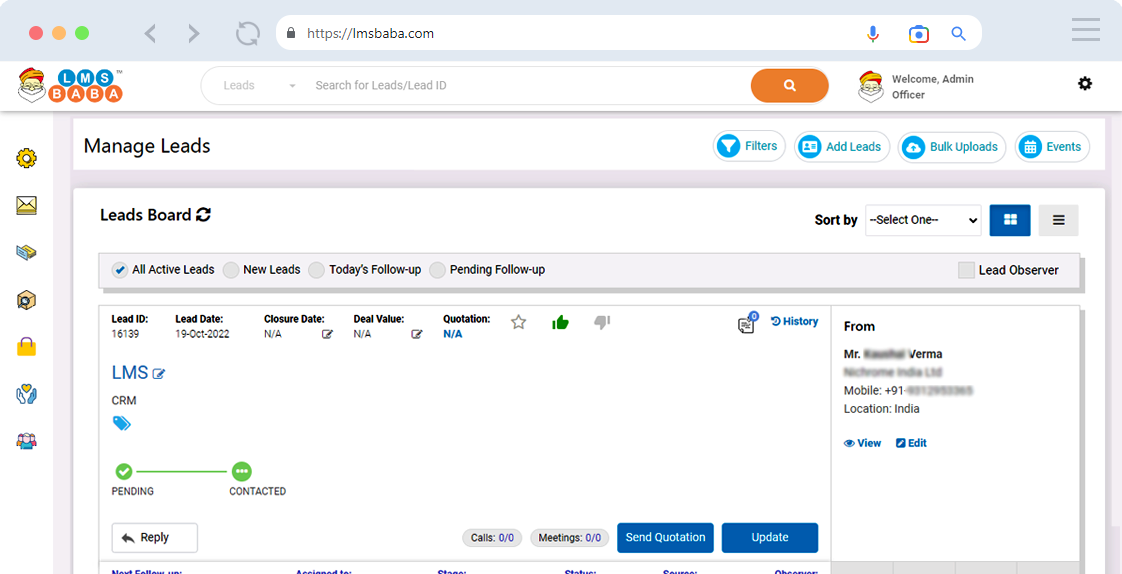 https://lmsbaba.com
LMS™
BABA
Leads
Search for Leads/Lead ID
Welcome, Admin
Officer
Manage Leads
Filters
Add Leads
Bulk Uploads
Events
Leads Board
Sort by
--Select One--
All Active Leads
New Leads
Today's Follow-up
Pending Follow-up
Lead Observer
Lead ID:
16139
Lead Date:
19-Oct-2022
Closure Date:
N/A
Deal Value:
N/A
Quotation:
N/A
0
History
LMS
CRM
PENDING
CONTACTED
Reply
Calls: 0/0
Meetings: 0/0
Send Quotation
Update
From
Mr. Verma
Mobile: +91-
Location: India
View
Edit
Next Follow-up:
Assigned to:
Stage:
Status:
Source:
Observer: